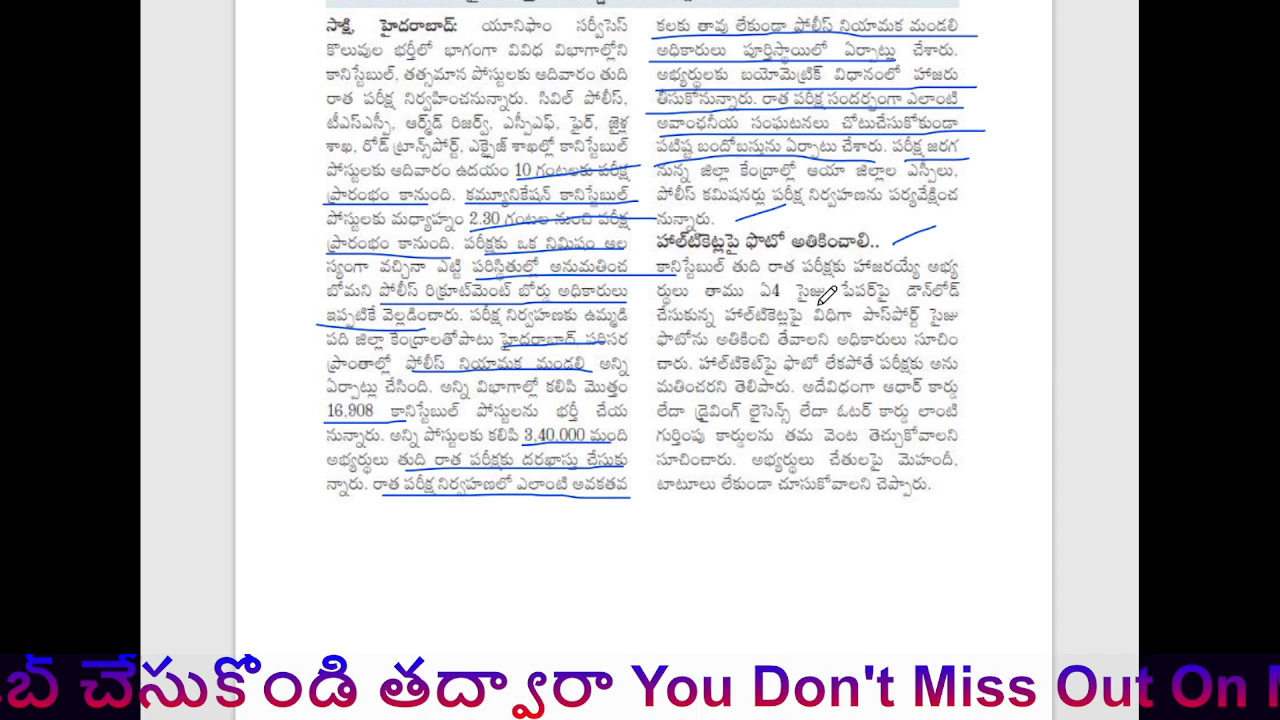 సాక్షి, హైదరాబాద్: యూనిఫాం సర్వీసెస్
కొలువుల భర్తీలో భాగంగా వివిధ విభాగాల్లోని
కానిస్టేబుల్, తత్సమాన పోస్టులకు ఆదివారం తుది
రాత పరీక్ష నిర్వహించనున్నారు. సివిల్ పోలీస్,
టీఎస్ఎస్పీ, ఆర్మ్‌డ్ రిజర్వ్, ఎస్పీఎఫ్, ఫైర్, జైళ్ల
శాఖ, రోడ్ ట్రాన్స్‌పోర్ట్, ఎక్సైజ్ శాఖల్లో కానిస్టేబుల్
పోస్టులకు ఆదివారం ఉదయం 10 గంటలకు పరీక్ష
ప్రారంభం కానుంది. కమ్యూనికేషన్ కానిస్టేబుల్
పోస్టులకు మధ్యాహ్నం 2.30 గంటల నుంచి పరీక్ష
ప్రారంభం కానుంది. పరీక్షకు ఒక నిమిషం ఆల
స్యంగా వచ్చినా ఎట్టి పరిస్థితుల్లో అనుమతించ
బోమని పోలీస్ రిక్రూట్‌మెంట్ బోర్డు అధికారులు
ఇప్పటికే వెల్లడించారు. పరీక్ష నిర్వహణకు ఉమ్మడి
పది జిల్లా కేంద్రాలతోపాటు హైదరాబాద్ పరిసర
ప్రాంతాల్లో పోలీస్ నియామక మండలి అన్ని
ఏర్పాట్లు చేసింది. అన్ని విభాగాల్లో కలిపి మొత్తం
16,908 కానిస్టేబుల్ పోస్టులను భర్తీ చేయ
నున్నారు. అన్ని పోస్టులకు కలిపి 3,40,000 మంది
అభ్యర్థులు తుది రాత పరీక్షకు దరఖాస్తు చేసుకు
న్నారు. రాత పరీక్ష నిర్వహణలో ఎలాంటి అవకతవ
కలకు తావు లేకుండా పోలీస్ నియామక మండలి
అధికారులు పూర్తిస్థాయిలో ఏర్పాట్లు చేశారు.
అభ్యర్థులకు బయోమెట్రిక్ విధానంలో హాజరు
తీసుకోనున్నారు. రాత పరీక్ష సందర్భంగా ఎలాంటి
అవాంఛనీయ సంఘటనలు చోటుచేసుకోకుండా
పటిష్ట బందోబస్తును ఏర్పాటు చేశారు. పరీక్ష జరగ
నున్న జిల్లా కేంద్రాల్లో ఆయా జిల్లాల ఎస్పీలు,
పోలీస్ కమిషనర్లు పరీక్ష నిర్వహణను పర్యవేక్షించ
నున్నారు.
హాల్‌టికెట్లపై ఫొటో అతికించాలి..
కానిస్టేబుల్ తుది రాత పరీక్షకు హాజరయ్యే అభ్య
ర్థులు తాము ఏ4 సైజు పేపర్‌పై డౌన్‌లోడ్
చేసుకున్న హాల్‌టికెట్లపై విధిగా పాస్‌పోర్ట్ సైజు
ఫొటోను అతికించి తేవాలని అధికారులు సూచిం
చారు. హాల్‌టికెట్‌పై ఫొటో లేకపోతే పరీక్షకు అను
మతించరని తెలిపారు. అదేవిధంగా ఆధార్ కార్డు
లేదా డ్రైవింగ్ లైసెన్స్ లేదా ఓటర్ కార్డు లాంటి
గుర్తింపు కార్డులను తమ వెంట తెచ్చుకోవాలని
సూచించారు. అభ్యర్థులు చేతులపై మెహందీ,
టాటూలు లేకుండా చూసుకోవాలని చెప్పారు.
చేసుకోండి తద్వారా You Don't Miss Out On